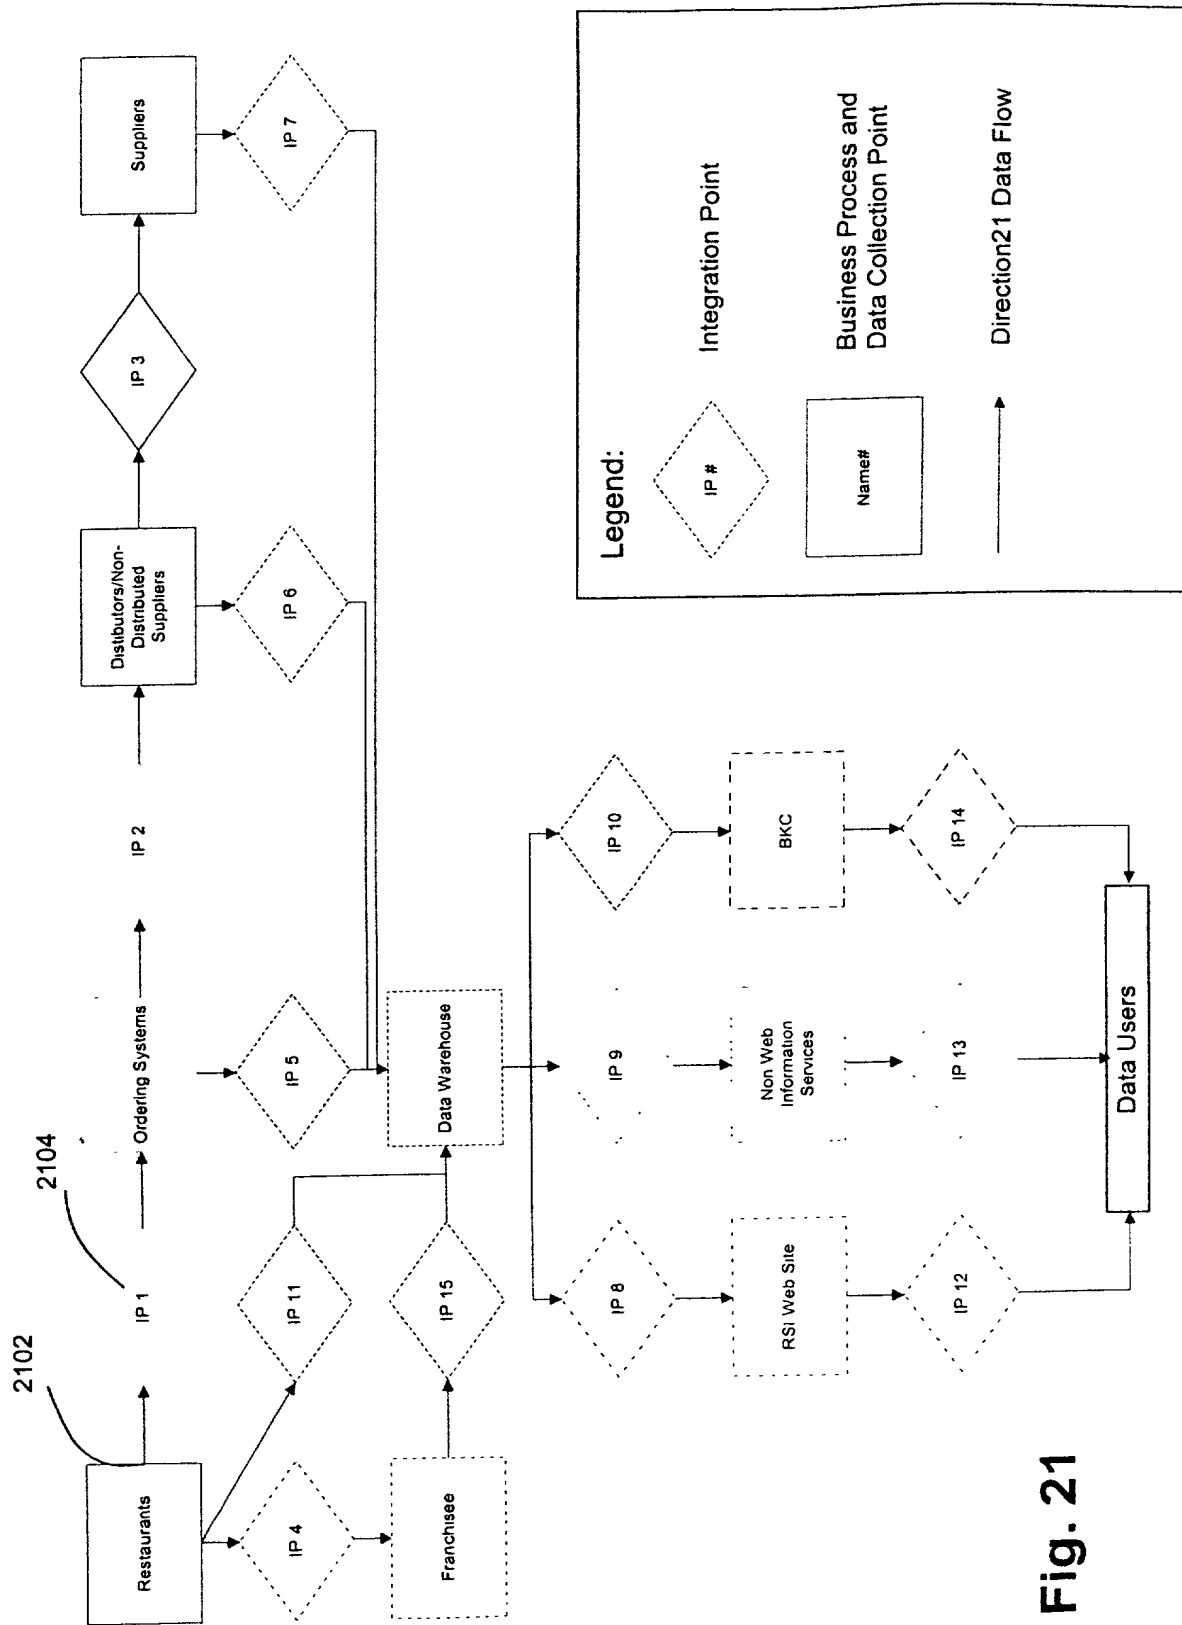 2102
2104
Restaurants
IP 1
Ordering Systems
IP 2
Distibutors/Non-
Distributed
Suppliers
IP 3
Suppliers
IP 4
IP 11
IP 5
IP 6
IP 7
Franchisee
IP 15
Data Warehouse
IP 8
IP 9
IP 10
RSI Web Site
Non Web
Information
Services
BKC
IP 12
IP 13
IP 14
Data Users
Legend:
IP #
Integration Point
Name#
Business Process and
Data Collection Point
Direction21 Data Flow
Fig. 21